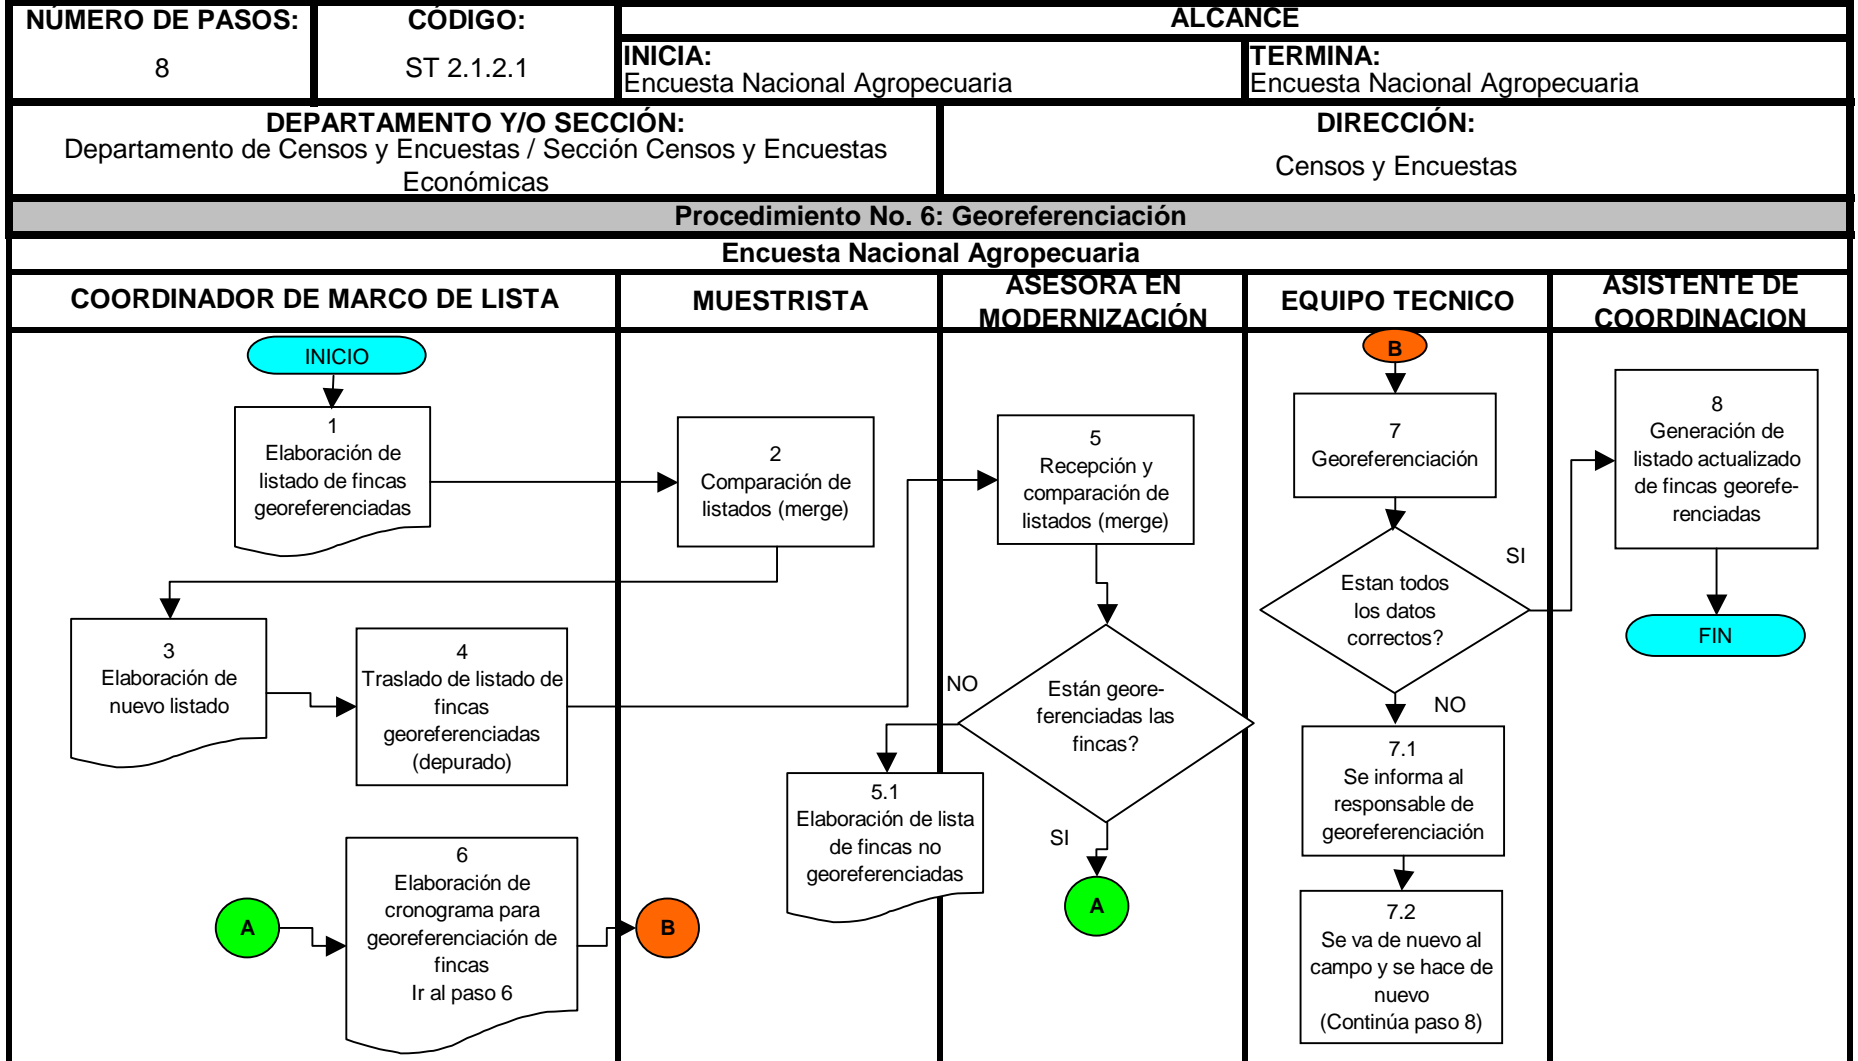 NÚMERO DE PASOS:
8
CÓDIGO:
ST 2.1.2.1
ALCANCE
INICIA:
Encuesta Nacional Agropecuaria
TERMINA:
Encuesta Nacional Agropecuaria
DEPARTAMENTO Y/O SECCIÓN:
Departamento de Censos y Encuestas / Sección Censos y Encuestas
Económicas
DIRECCIÓN:
Censos y Encuestas
Procedimiento No. 6: Georeferenciación
Encuesta Nacional Agropecuaria
COORDINADOR DE MARCO DE LISTA
MUESTRISTA
ASESORA EN
MODERNIZACIÓN
EQUIPO TECNICO
ASISTENTE DE
COORDINACION
INICIO
1
Elaboración de
listado de fincas
georeferenciadas
2
Comparación de
listados (merge)
3
Elaboración de
nuevo listado
4
Traslado de listado de
fincas
georeferenciadas
(depurado)
5
Recepción y
comparación de
listados (merge)
Están geore-
ferenciadas las
fincas?
NO
5.1
Elaboración de lista
de fincas no
georeferenciadas
SI
A
A
6
Elaboración de
cronograma para
georeferenciación de
fincas
Ir al paso 6
B
B
7
Georeferenciación
Estan todos
los datos
correctos?
SI
NO
7.1
Se informa al
responsable de
georeferenciación
7.2
Se va de nuevo al
campo y se hace de
nuevo
(Continúa paso 8)
8
Generación de
listado actualizado
de fincas georefe-
renciadas
FIN